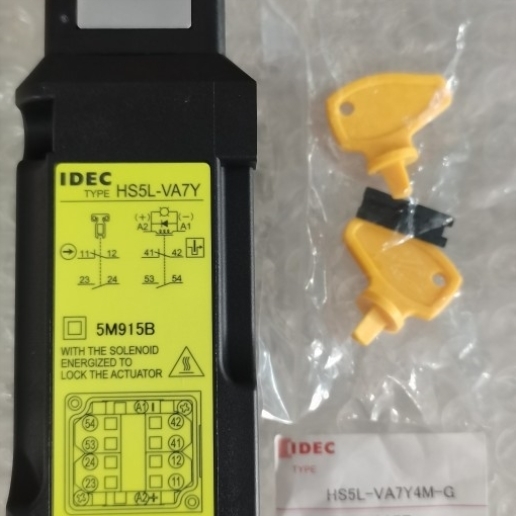 IDEC
TYPE HS5L-VA7Y
(+) (-)
A2 A1
11 12 41 42
23 24 53 54
5M915B
WITH THE SOLENOID
ENERGIZED TO
LOCK THE ACTUATOR
A1 -
54 42
53 41
24 12
23 11
A2 +
IDEC
TYPE
HS5L-VA7Y4M-G